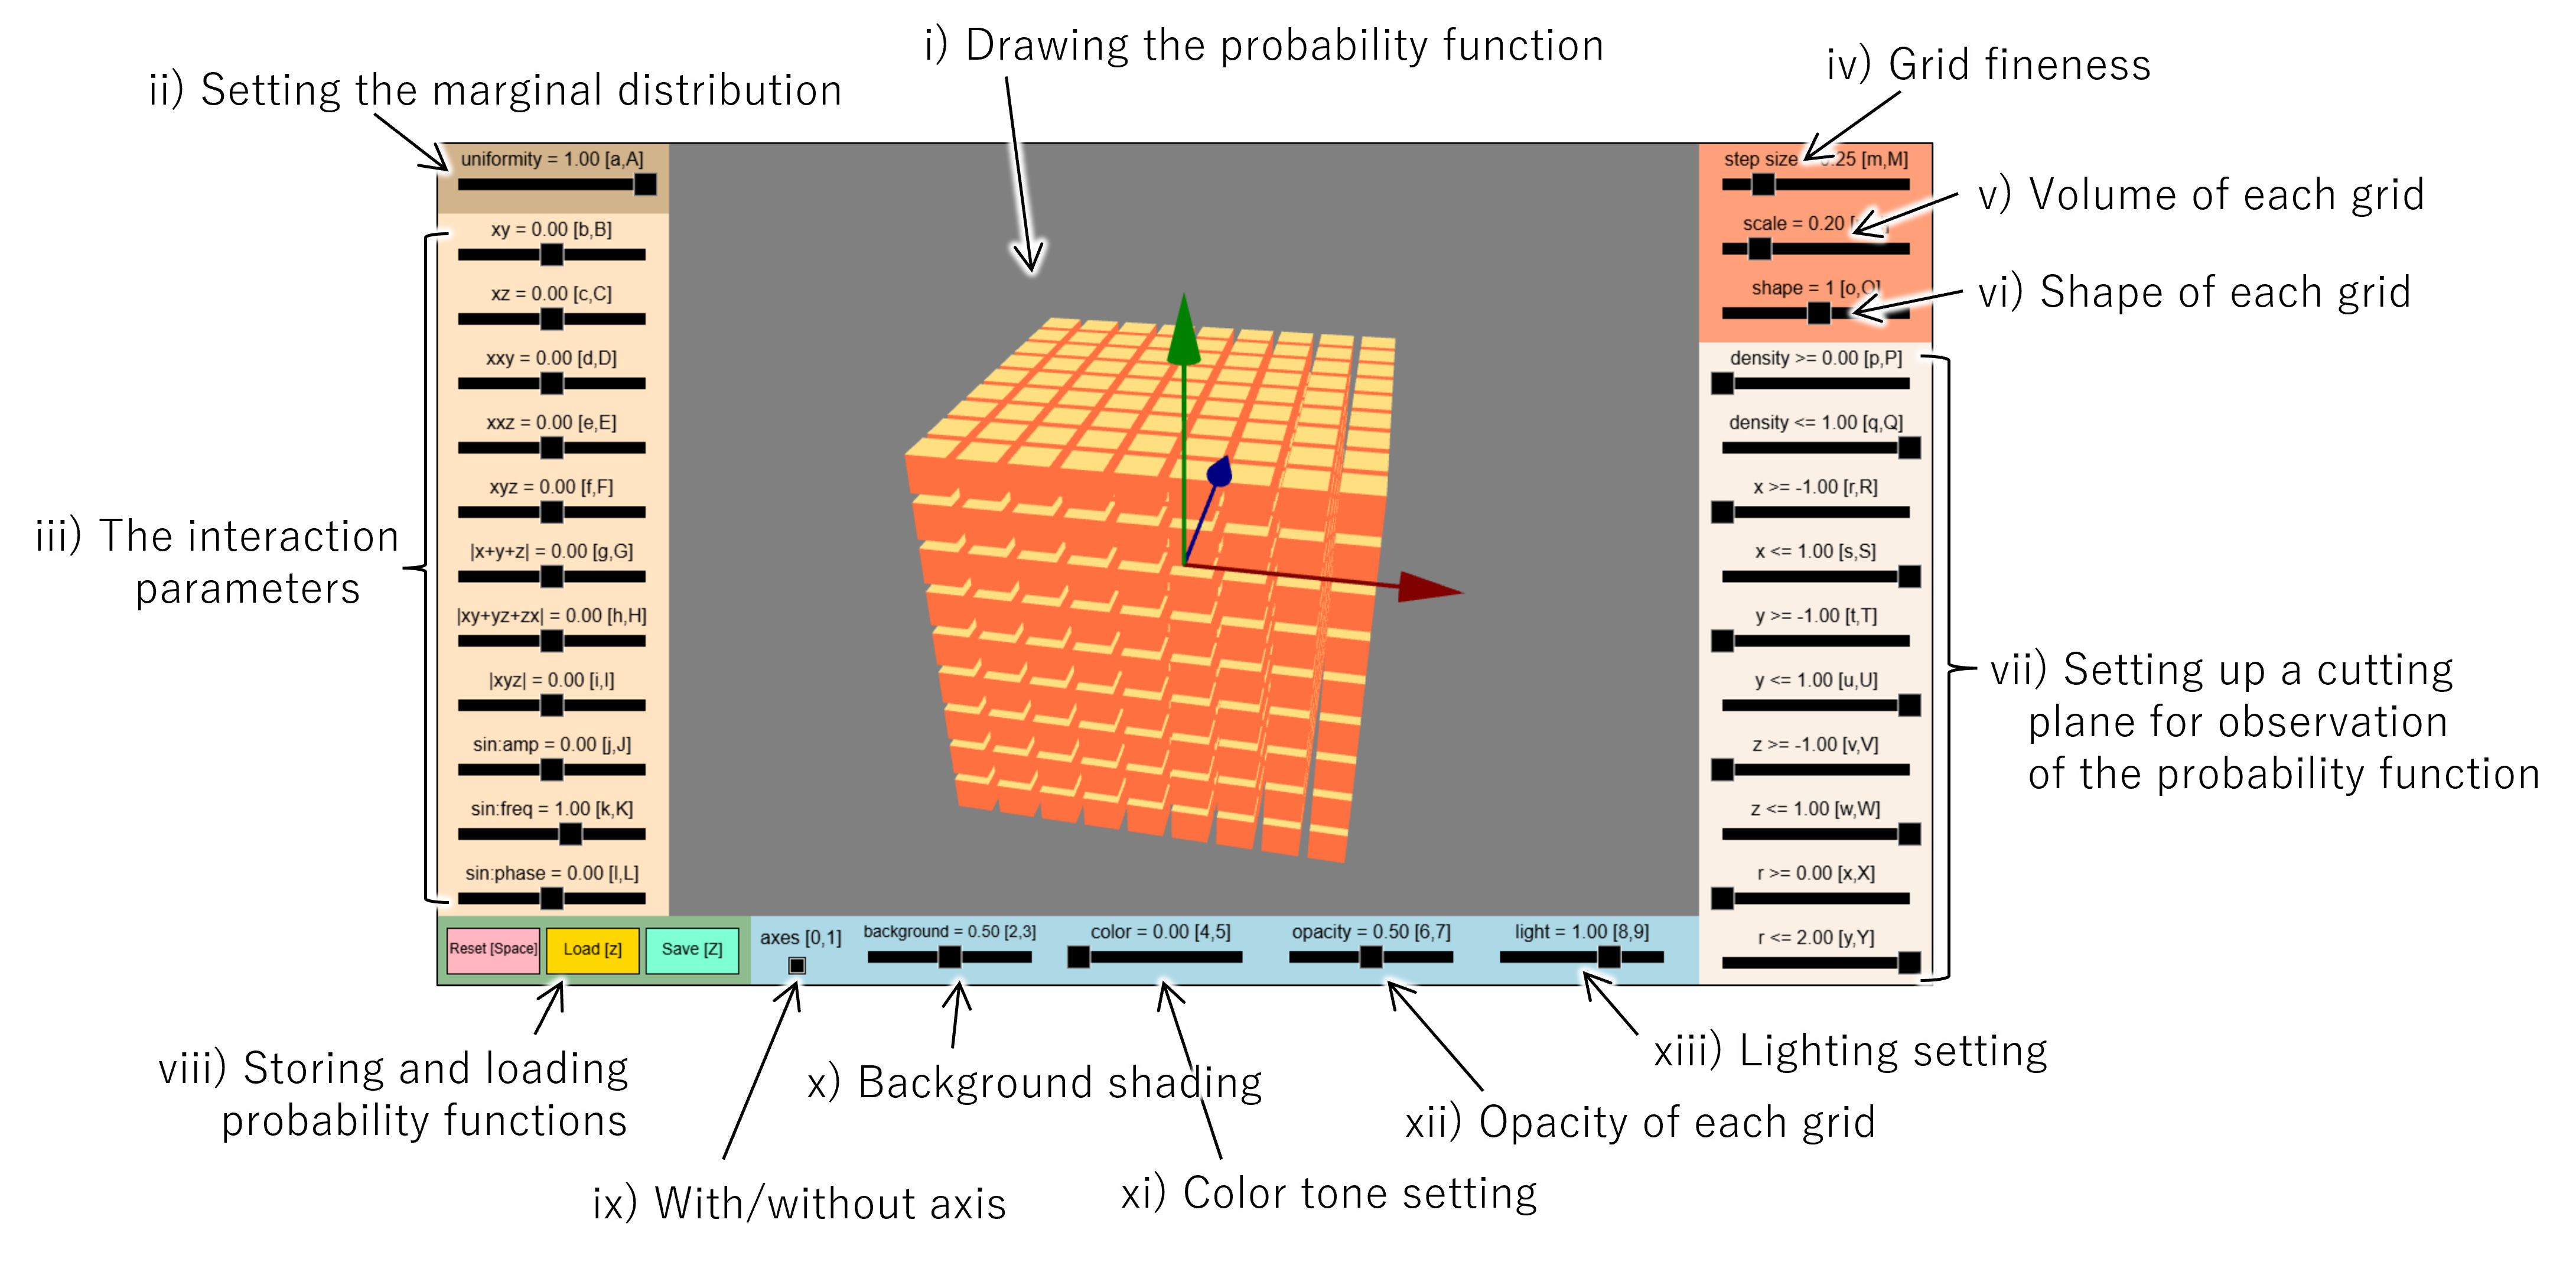 i) Drawing the probability function
iv) Grid fineness
ii) Setting the marginal distribution
v) Volume of each grid
vi) Shape of each grid
iii) The interaction
parameters
vii) Setting up a cutting
plane for observation
of the probability function
uniformity = 1.00 [a,A]
xy = 0.00 [b,B]
xz = 0.00 [c,C]
xxy = 0.00 [d,D]
xxz = 0.00 [e,E]
xyz = 0.00 [f,F]
|x+y+z| = 0.00 [g,G]
|xy+yz+zx| = 0.00 [h,H]
|xyz| = 0.00 [i,I]
sin:amp = 0.00 [j,J]
sin:freq = 1.00 [k,K]
sin:phase = 0.00 [l,L]
step size .25 [m,M]
scale = 0.20
shape = 1 [o,O]
density >= 0.00 [p,P]
density <= 1.00 [q,Q]
x >= -1.00 [r,R]
x <= 1.00 [s,S]
y >= -1.00 [t,T]
y <= 1.00 [u,U]
z >= -1.00 [v,V]
z <= 1.00 [w,W]
r >= 0.00 [x,X]
r <= 2.00 [y,Y]
Reset [Space]
Load [z]
Save [Z]
axes [0,1]
background = 0.50 [2,3]
color = 0.00 [4,5]
opacity = 0.50 [6,7]
light = 1.00 [8,9]
viii) Storing and loading
probability functions
x) Background shading
xiii) Lighting setting
xii) Opacity of each grid
ix) With/without axis
xi) Color tone setting